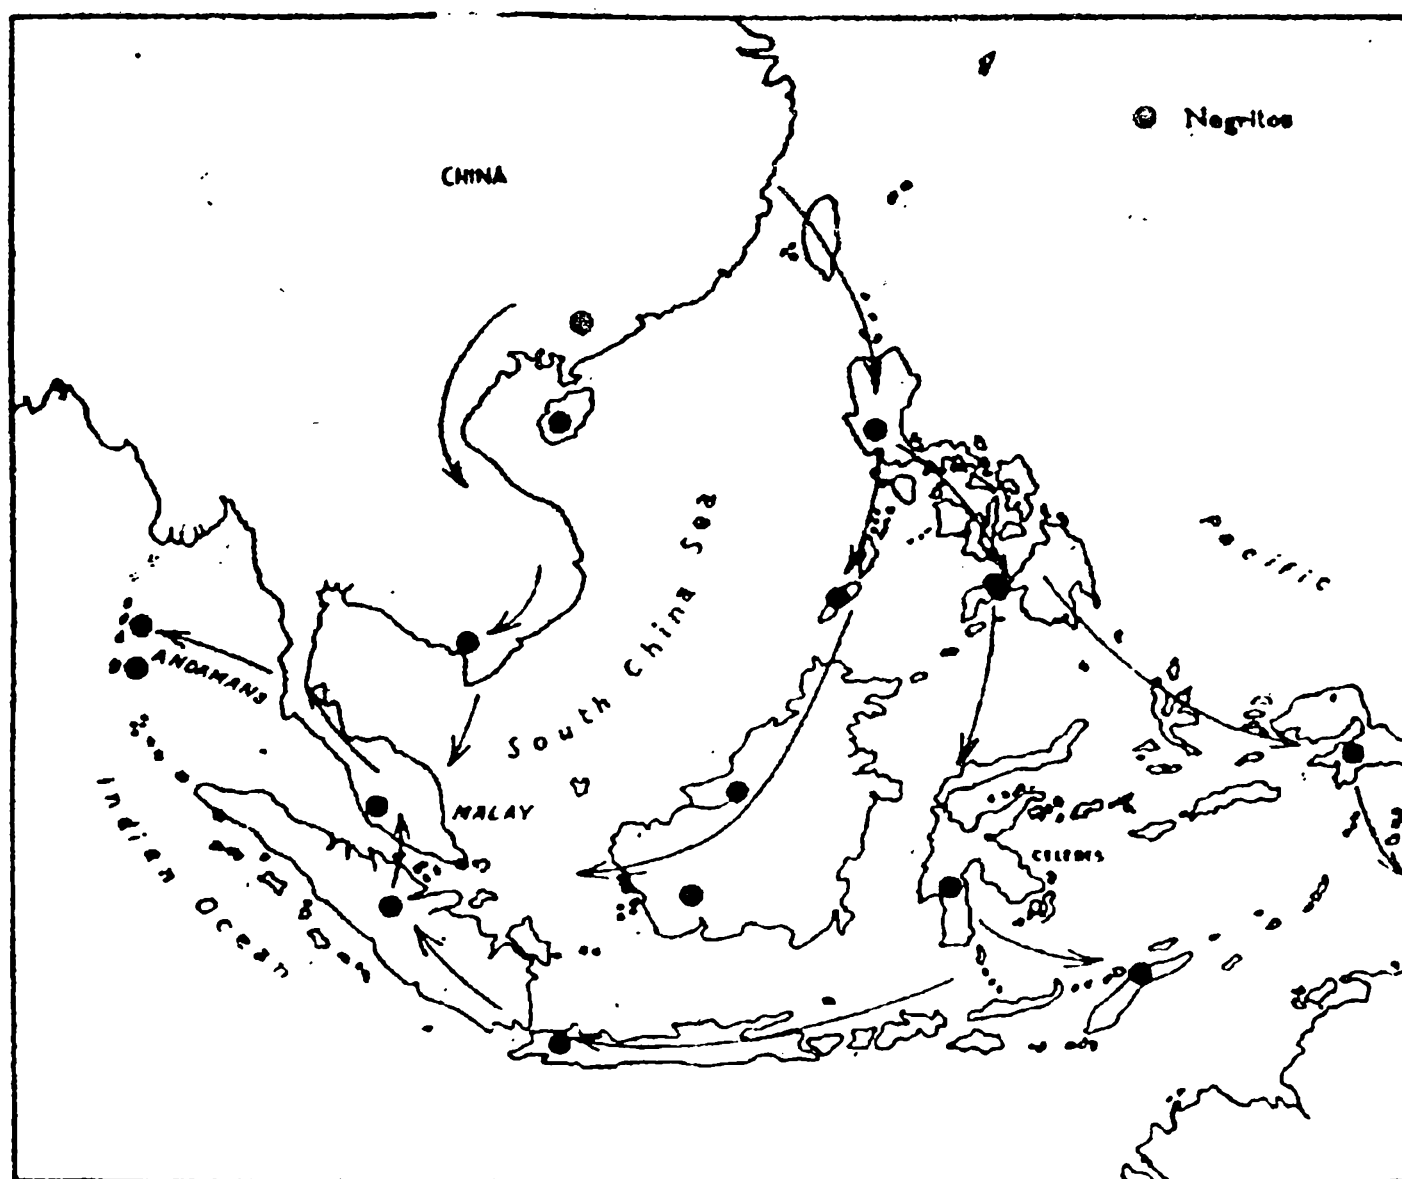 Negritos
CHINA
South China Sea
Pacific
ANDAMANS
MALAY
CELEBES
Indian Ocean